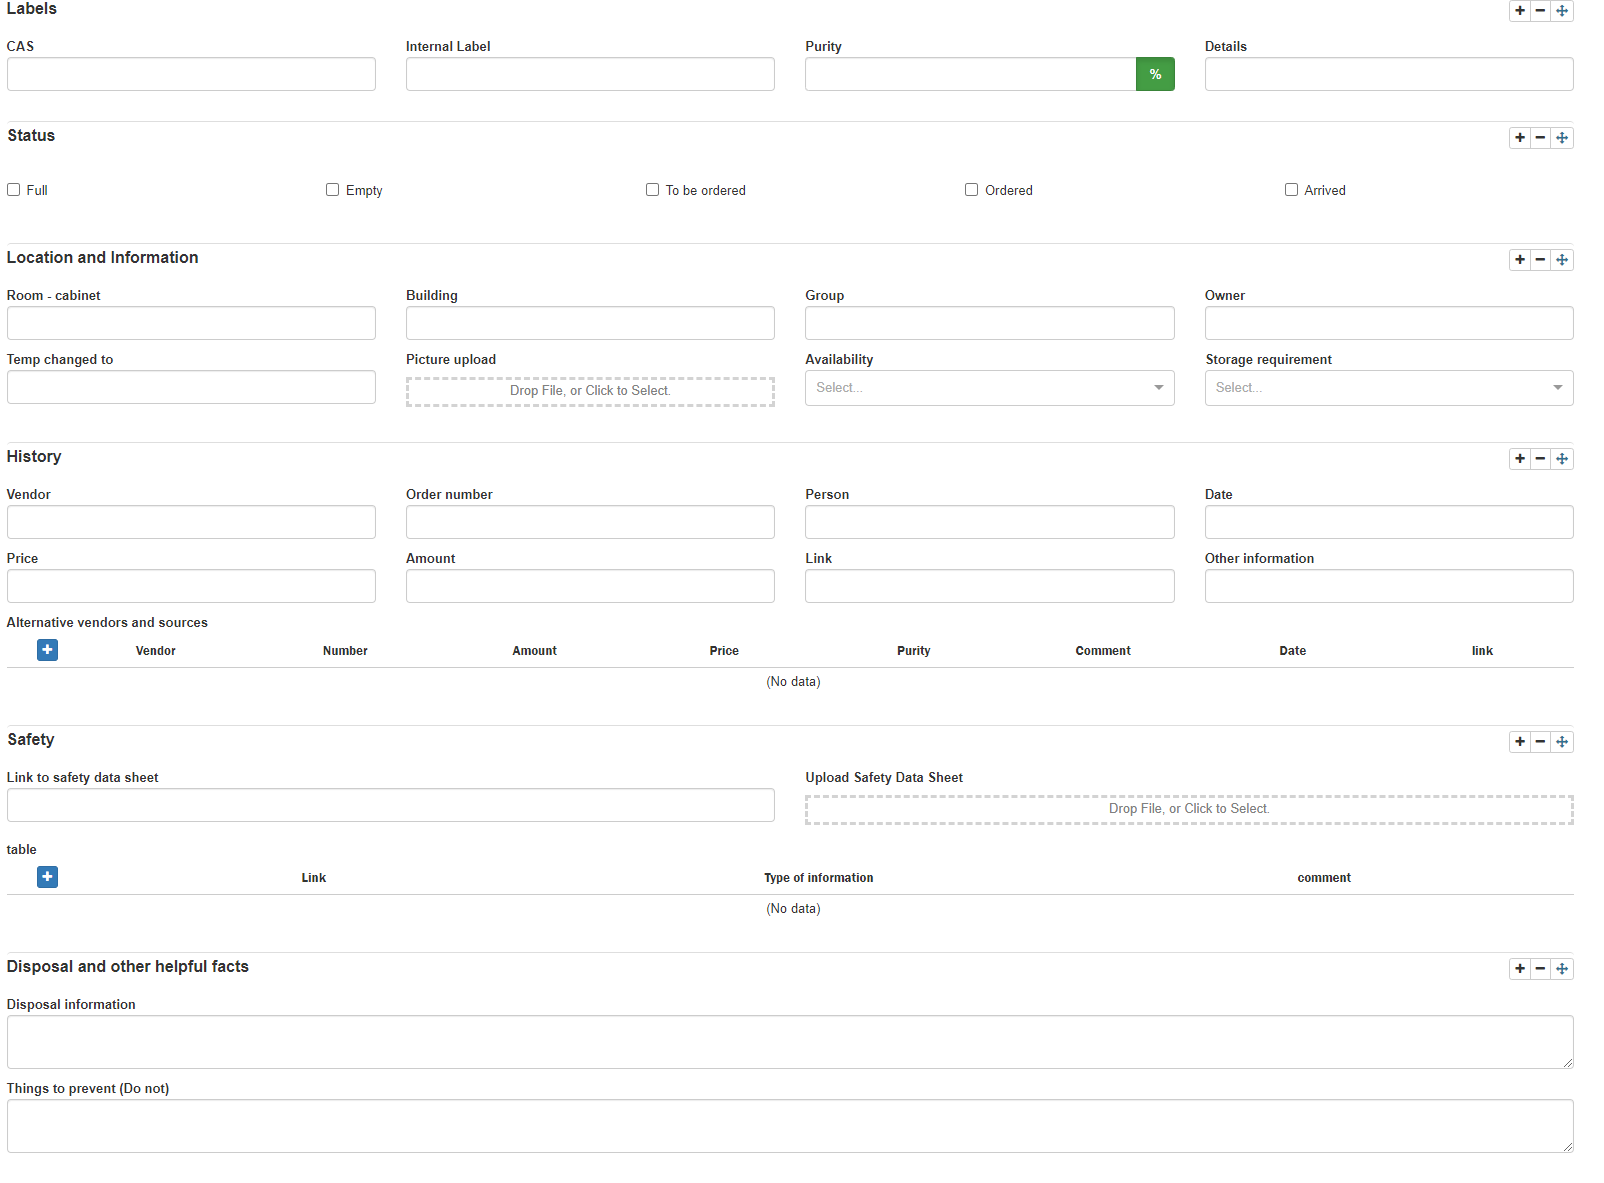 Labels
CAS Internal Label Purity Details
%
Status
Full Empty To be ordered Ordered Arrived
Location and Information
Room - cabinet Building Group Owner
Temp changed to Picture upload Availability Storage requirement
Drop File, or Click to Select. Select... Select...
History
Vendor Order number Person Date
Price Amount Link Other information
Alternative vendors and sources
Vendor Number Amount Price Purity Comment Date link
(No data)
Safety
Link to safety data sheet Upload Safety Data Sheet
Drop File, or Click to Select.
table
Link Type of information comment
(No data)
Disposal and other helpful facts
Disposal information
Things to prevent (Do not)